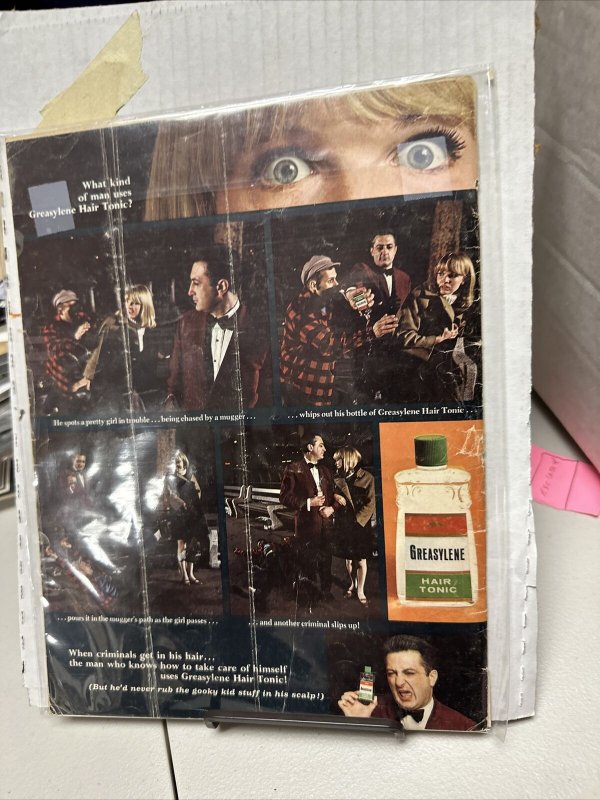 What kind
of man uses
Greasylene Hair Tonic?
He spots a pretty girl in trouble . . . being chased by a mugger . . .
. . . whips out his bottle of Greasylene Hair Tonic . . .
. . . pours it in the mugger's path as the girl passes . . .
. . . and another criminal slips up!
GREASYLENE
HAIR
TONIC
When criminals get in his hair...
the man who knows how to take care of himself
uses Greasylene Hair Tonic!
(But he'd never rub the gooky kid stuff in his scalp!)